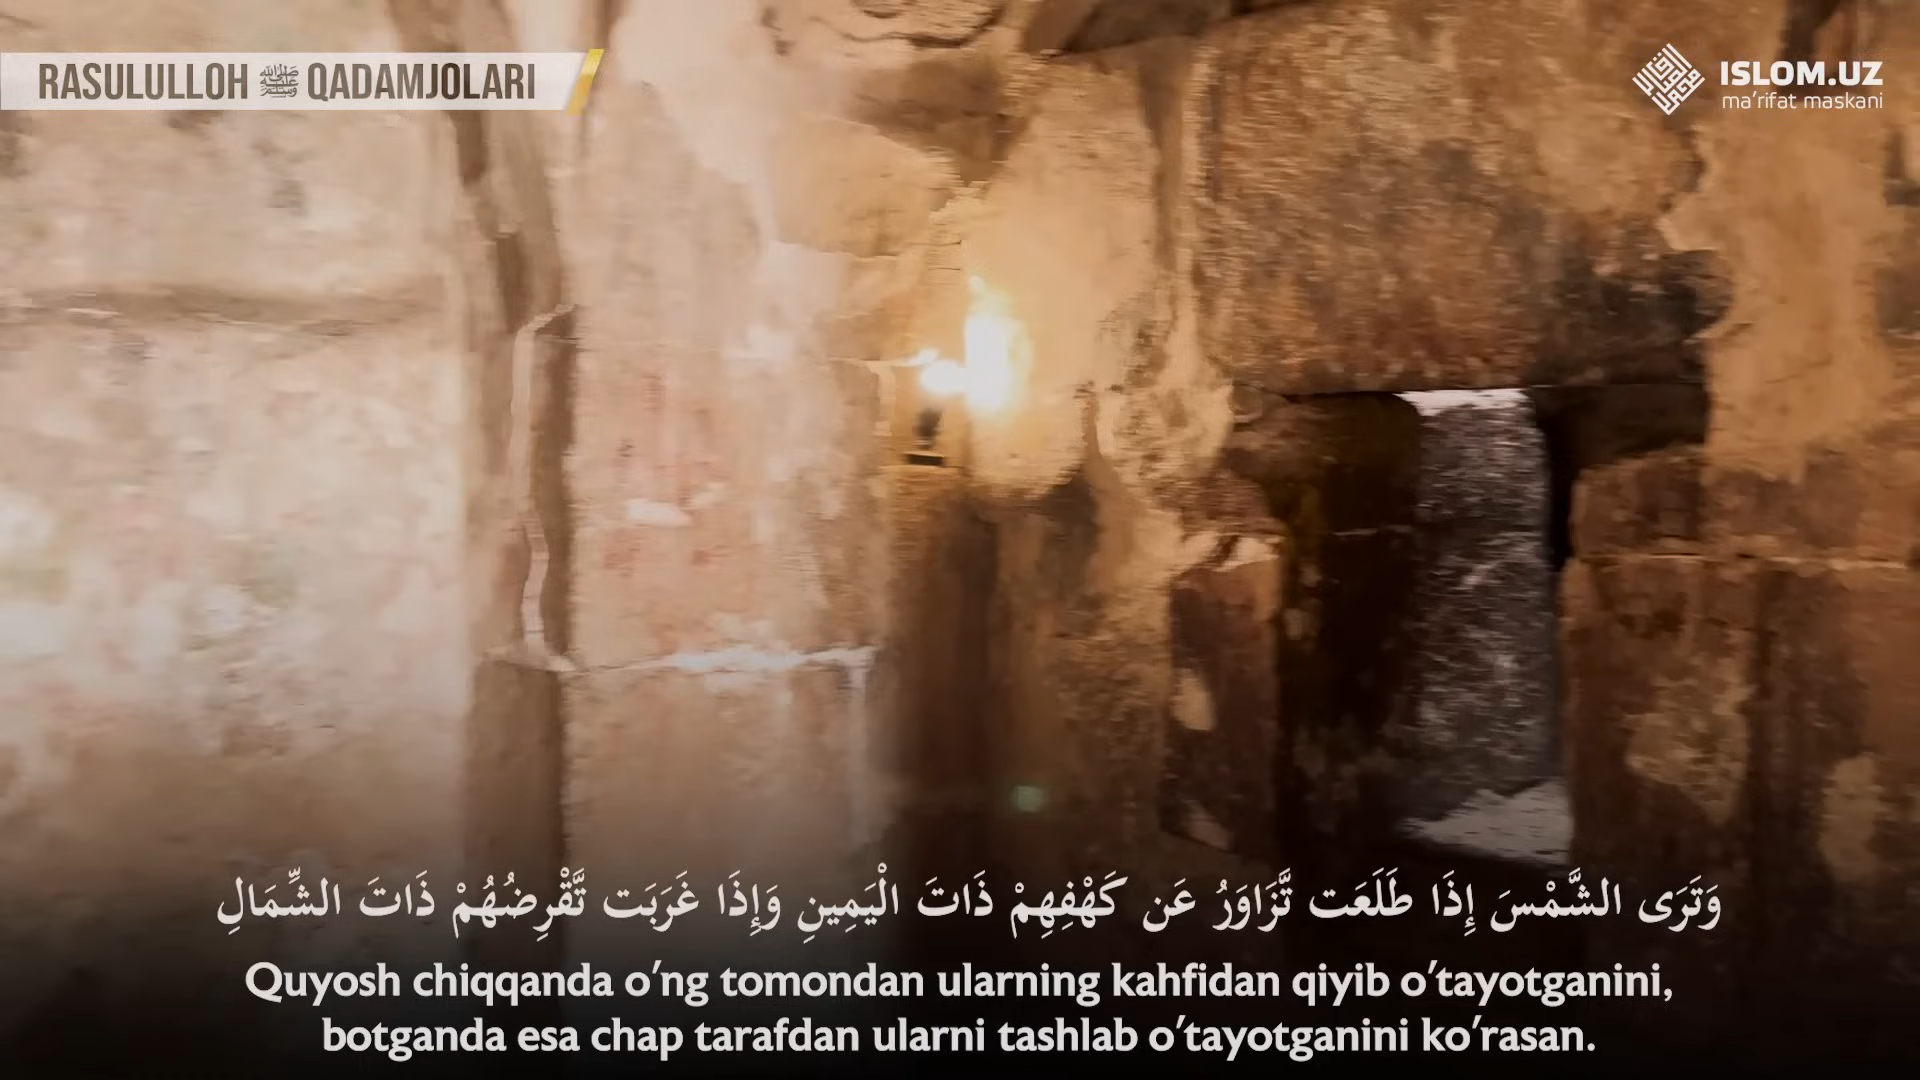 RASULULLOH ﷺ QADAMJOLARI
ISLOM.UZ
ma'rifat maskani
وَتَرَى الشَّمْسَ إِذَا طَلَعَت تَّزَاوَرُ عَن كَهْفِهِمْ ذَاتَ الْيَمِينِ وَإِذَا غَرَبَت تَّقْرِضُهُمْ ذَاتَ الشِّمَالِ
Quyosh chiqqanda o'ng tomondan ularning kahfidan qiyib o'tayotganini,
botganda esa chap tarafdan ularni tashlab o'tayotganini ko'rasan.